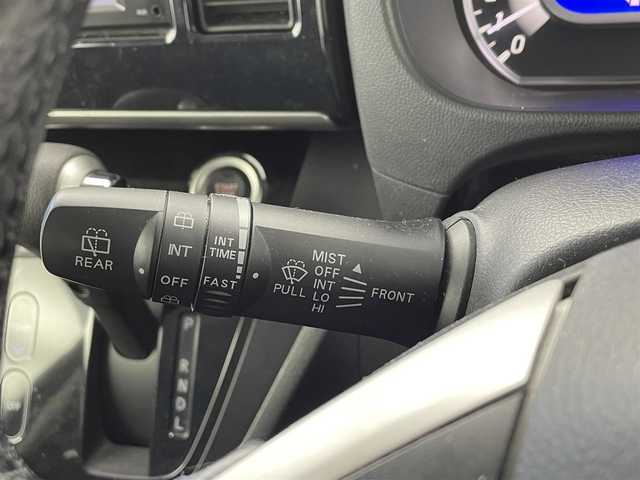 REAR
INT
OFF
INT
TIME
FAST
PULL
MIST
OFF
INT
LO
HI
FRONT
0
P
R
N
D
L